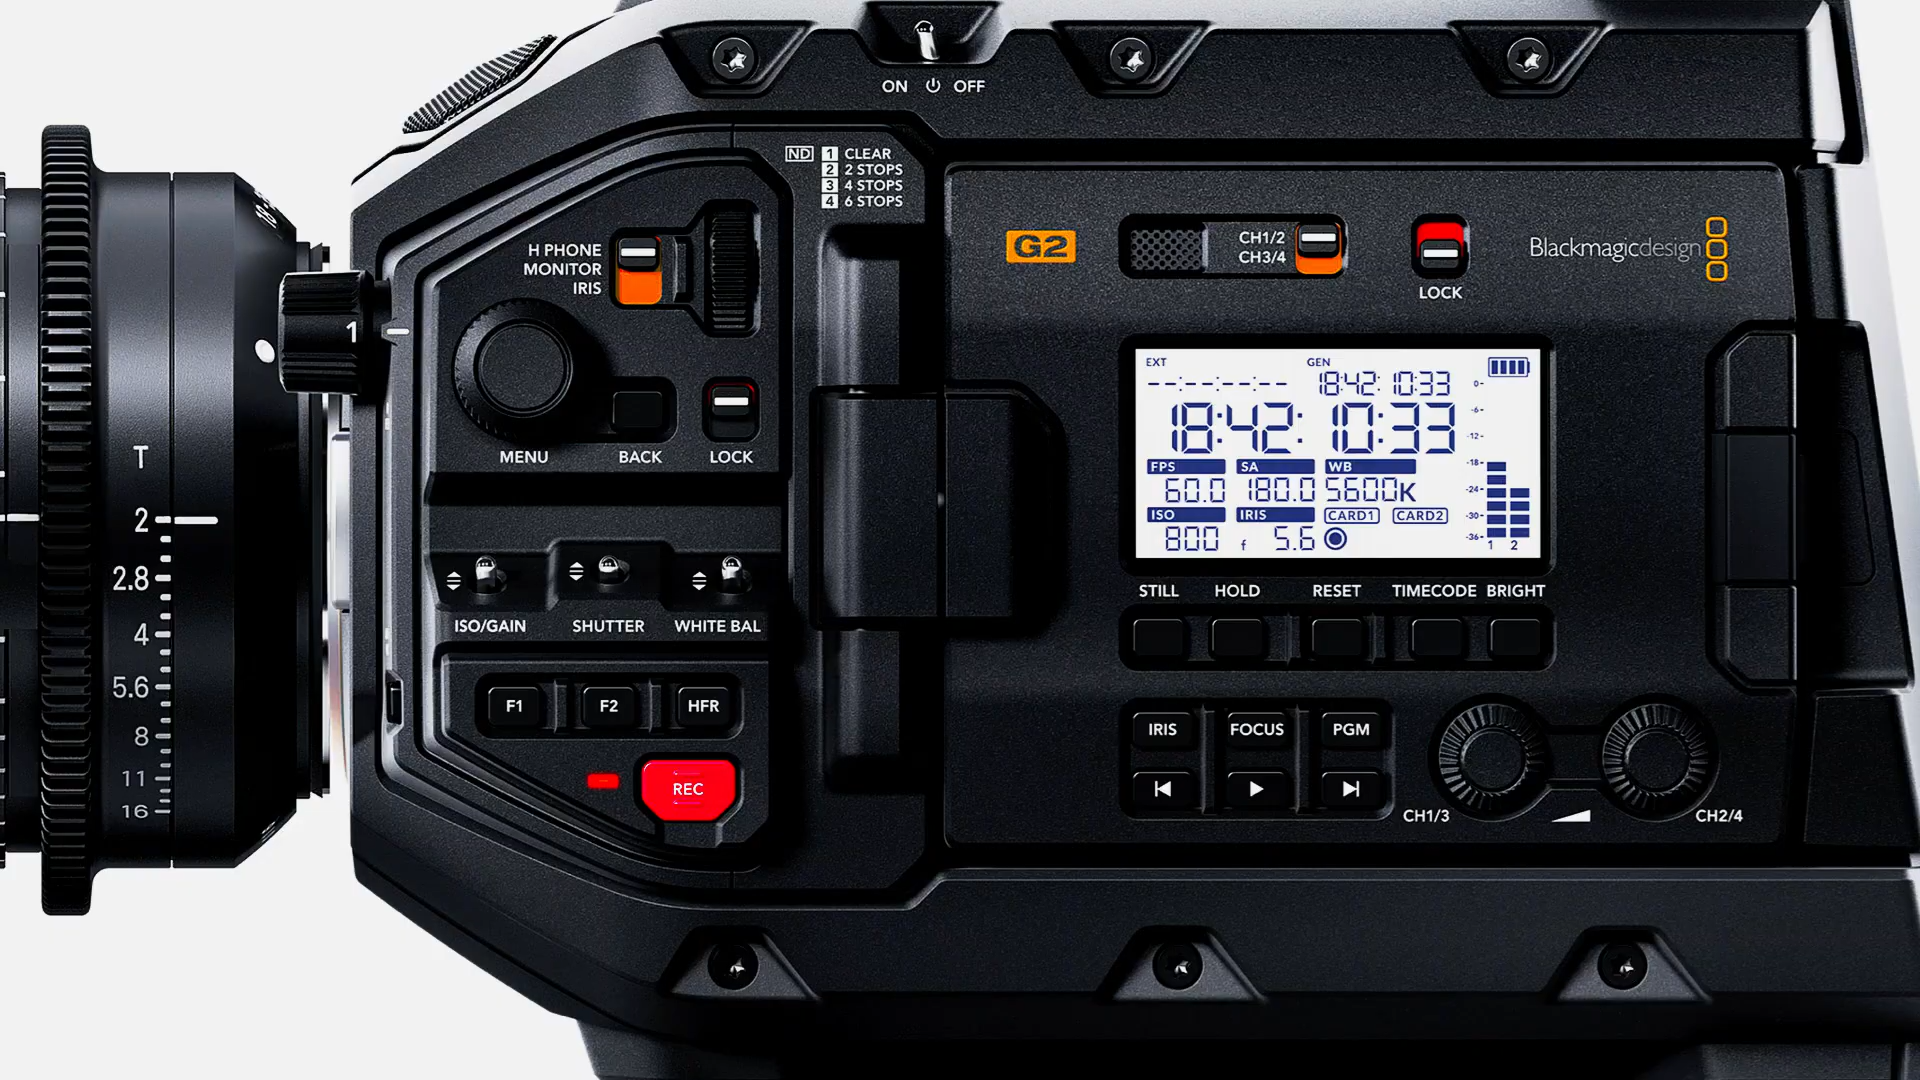 ON OFF
ND 1 CLEAR
2 2 STOPS
3 4 STOPS
4 6 STOPS
H PHONE
MONITOR
IRIS
1
MENU
BACK
LOCK
T
2
2.8
4
5.6
8
11
16
ISO/GAIN
SHUTTER
WHITE BAL
F1
F2
HFR
REC
G2
CH1/2
CH3/4
LOCK
Blackmagicdesign
EXT
GEN
--:--:--:--
18:42:10:33
18:42:10:33
FPS
60.0
SA
180.0
WB
5600K
ISO
800
IRIS
f 5.6
CARD1
CARD2
0-
-6-
-12-
-18-
-24-
-30-
-36-
1 2
STILL
HOLD
RESET
TIMECODE
BRIGHT
IRIS
FOCUS
PGM
CH1/3
CH2/4